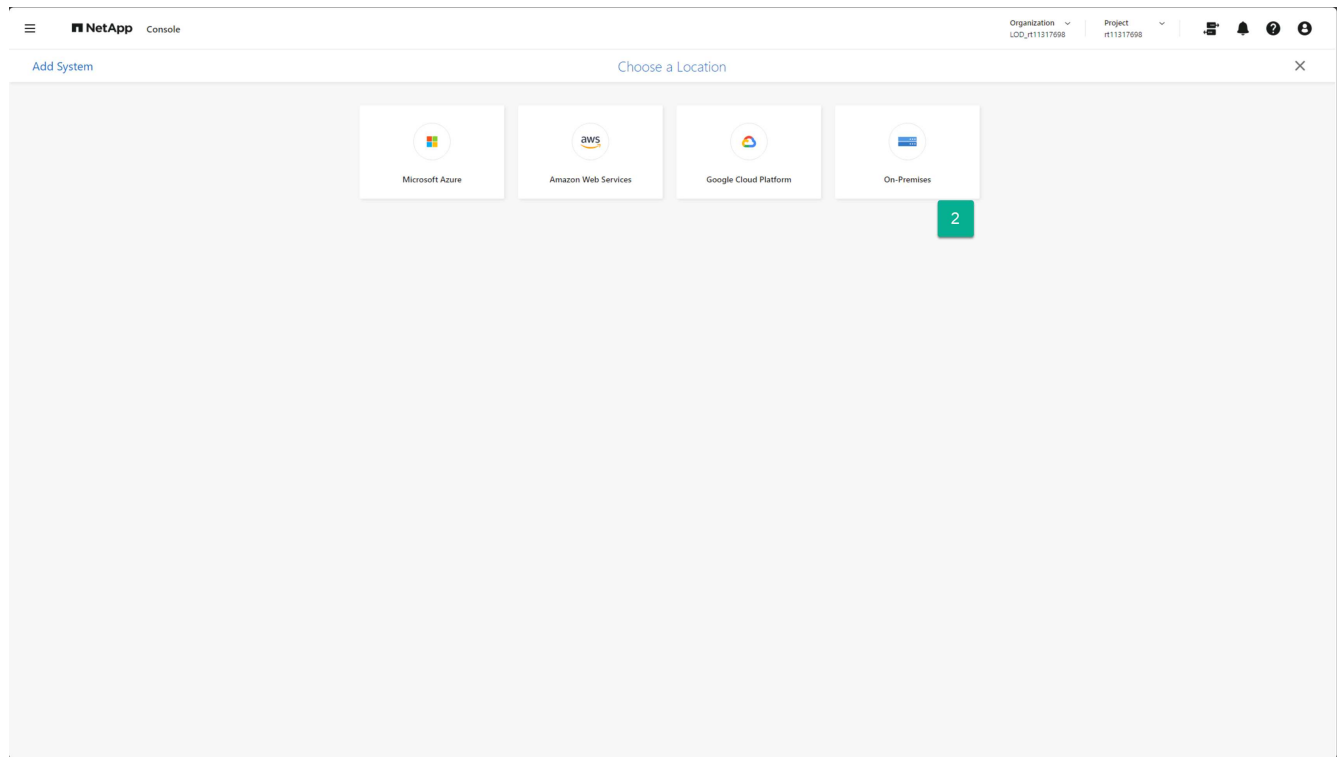 NetApp Console
Organization
LOD_rt11317698
Project
rt11317698
Add System
Choose a Location
aws
Microsoft Azure
Amazon Web Services
Google Cloud Platform
On-Premises
2